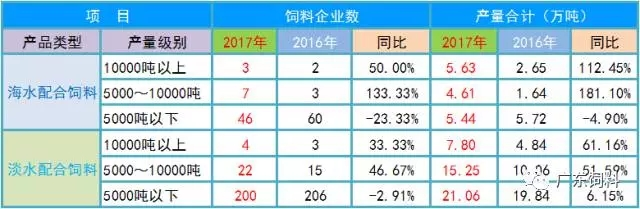 项 目 饲料企业数 产量合计（万吨）
产品类型 产量级别 2017年 2016年 同比 2017年 2016年 同比
海水配合饲料 10000吨以上 3 2 50.00% 5.63 2.65 112.45%
5000～10000吨 7 3 133.33% 4.61 1.64 181.10%
5000吨以下 46 60 -23.33% 5.44 5.72 -4.90%
淡水配合饲料 10000吨以上 4 3 33.33% 7.80 4.84 61.16%
5000～10000吨 22 15 46.67% 15.25 10.06 51.59%
5000吨以下 200 206 -2.91% 21.06 19.84 6.15%
广东饲料